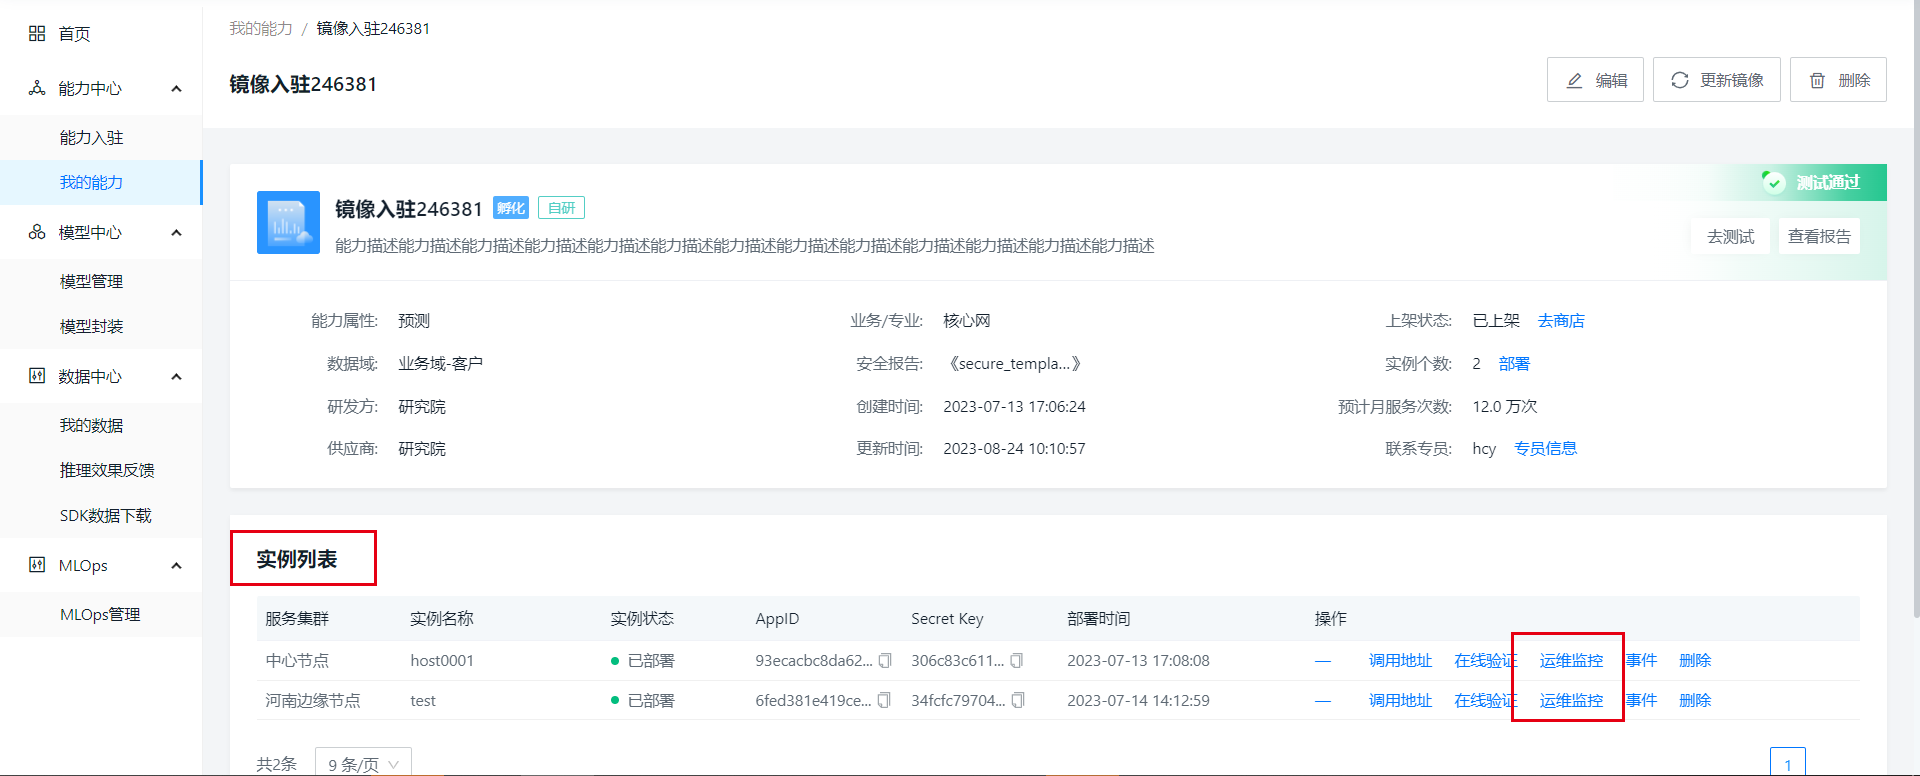 首页
能力中心
能力入驻
我的能力
模型中心
模型管理
模型封装
数据中心
我的数据
推理效果反馈
SDK数据下载
MLOps
MLOps管理
我的能力 / 镜像入驻246381
镜像入驻246381
编辑
更新镜像
删除
测试通过
镜像入驻246381 孵化 自研
能力描述能力描述能力描述能力描述能力描述能力描述能力描述能力描述能力描述能力描述能力描述能力描述能力描述
去测试
查看报告
能力属性: 预测
业务/专业: 核心网
上架状态: 已上架 去商店
数据域: 业务域-客户
安全报告: 《secure_templa...》
实例个数: 2 部署
研发方: 研究院
创建时间: 2023-07-13 17:06:24
预计月服务次数: 12.0 万次
供应商: 研究院
更新时间: 2023-08-24 10:10:57
联系专员: hcy 专员信息
实例列表
服务集群 实例名称 实例状态 AppID Secret Key 部署时间 操作
中心节点 host0001 已部署 93ecacbc8da62... 306c83c611... 2023-07-13 17:08:08 — 调用地址 在线验证 运维监控 事件 删除
河南边缘节点 test 已部署 6fed381e419ce... 34fcfc79704... 2023-07-14 14:12:59 — 调用地址 在线验证 运维监控 事件 删除
共2条 9 条/页 1